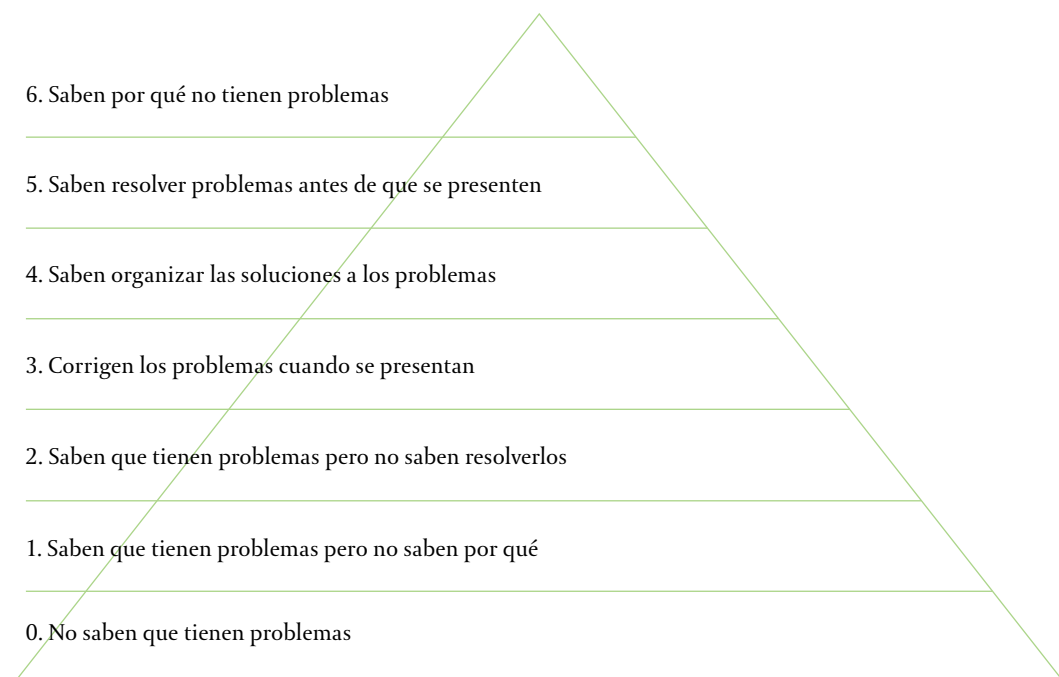 6. Saben por qué no tienen problemas
5. Saben resolver problemas antes de que se presenten
4. Saben organizar las soluciones a los problemas
3. Corrigen los problemas cuando se presentan
2. Saben que tienen problemas pero no saben resolverlos
1. Saben que tienen problemas pero no saben por qué
0. No saben que tienen problemas